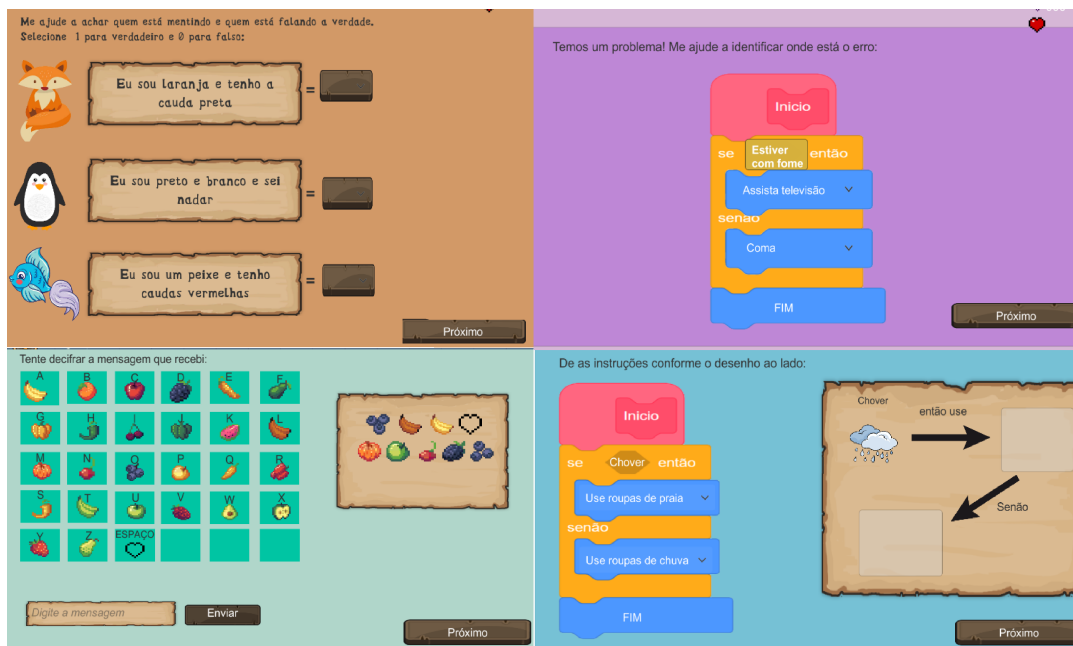 Me ajude a achar quem está mentindo e quem está falando a verdade.
Selecione 1 para verdadeiro e 0 para falso:
Eu sou laranja e tenho a
cauda preta
=
Eu sou preto e branco e sei
nadar
=
Eu sou um peixe e tenho
caudas vermelhas
=
Próximo
Temos um problema! Me ajude a identificar onde está o erro:
Inicio
se Estiver com fome então
Assista televisão
senão
Coma
FIM
Próximo
Tente decifrar a mensagem que recebi:
A B C D E F
G H I J K L
M N O P Q R
S T U V W X
Y Z ESPAÇO
Digite a mensagem
Enviar
Próximo
De as instruções conforme o desenho ao lado:
Inicio
se Chover então
Use roupas de praia
senão
Use roupas de chuva
FIM
Chover
então use
Senão
Próximo